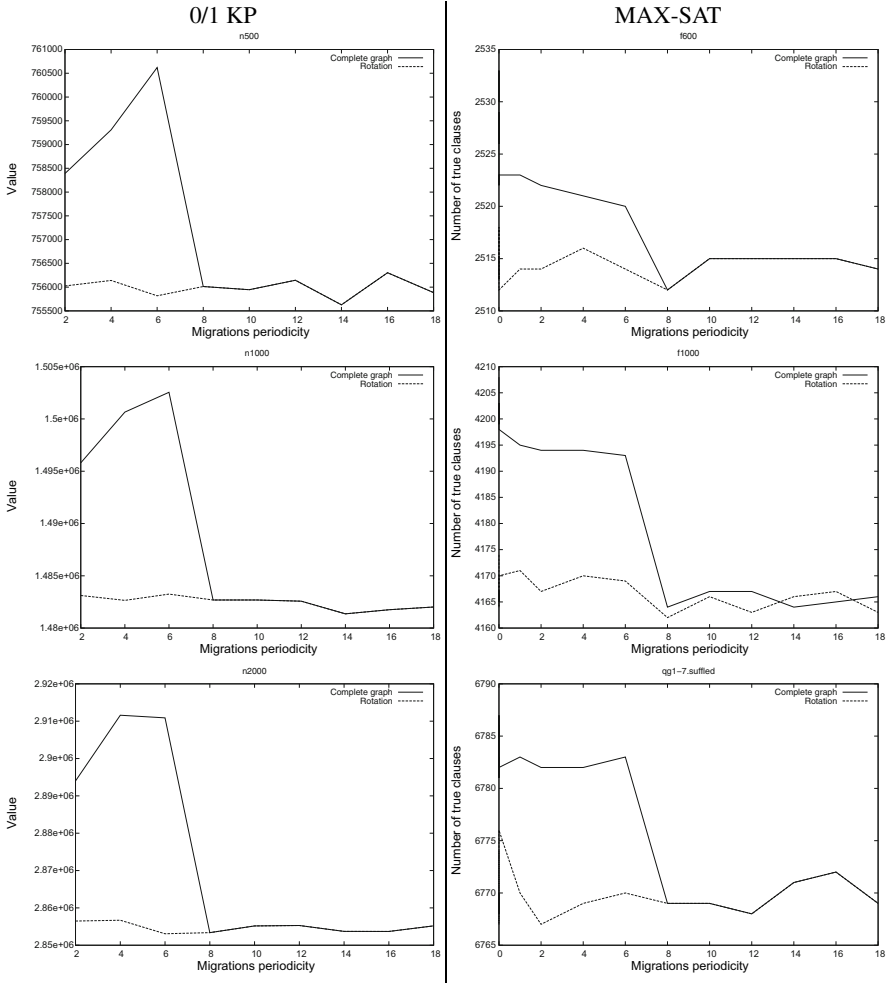 0/1 KP
MAX-SAT
n500
761000
760500
760000
759500
759000
758500
758000
757500
757000
756500
756000
755500
2 4 6 8 10 12 14 16 18
Value
Migrations periodicity
Complete graph
Rotation
f600
2535
2530
2525
2520
2515
2510
0 2 4 6 8 10 12 14 16 18
Number of true clauses
Migrations periodicity
Complete graph
Rotation
n1000
1.505e+06
1.5e+06
1.495e+06
1.49e+06
1.485e+06
1.48e+06
2 4 6 8 10 12 14 16 18
Value
Migrations periodicity
Complete graph
Rotation
f1000
4210
4205
4200
4195
4190
4185
4180
4175
4170
4165
4160
0 2 4 6 8 10 12 14 16 18
Number of true clauses
Migrations periodicity
Complete graph
Rotation
n2000
2.92e+06
2.91e+06
2.9e+06
2.89e+06
2.88e+06
2.87e+06
2.86e+06
2.85e+06
2 4 6 8 10 12 14 16 18
Value
Migrations periodicity
Complete graph
Rotation
qg1-7.suffled
6790
6785
6780
6775
6770
6765
0 2 4 6 8 10 12 14 16 18
Number of true clauses
Migrations periodicity
Complete graph
Rotation